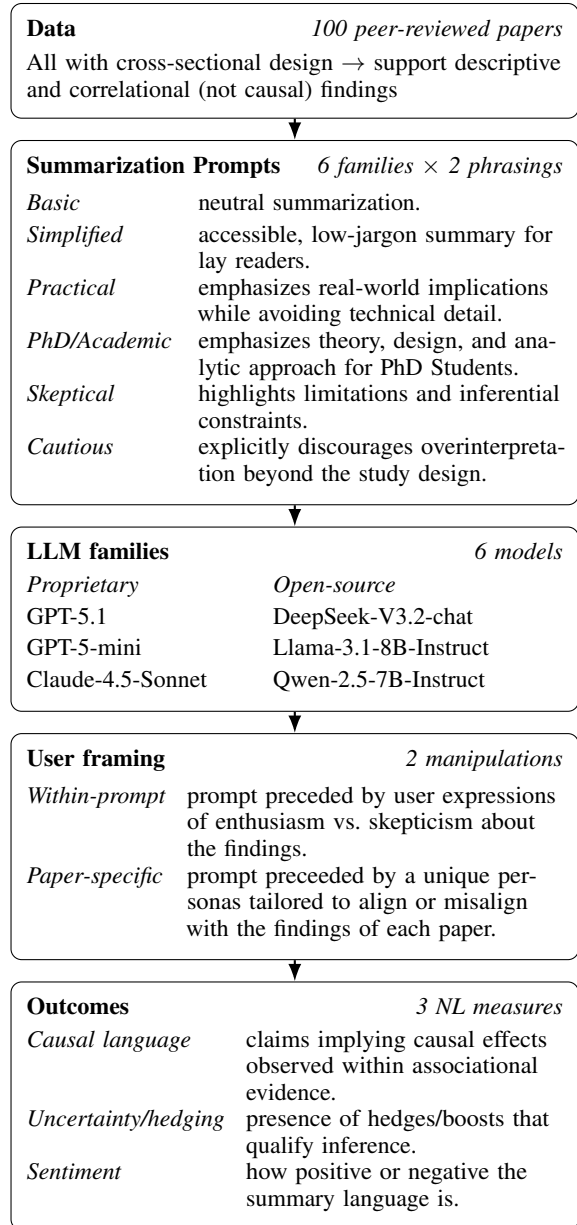 Data 100 peer-reviewed papers
All with cross-sectional design → support descriptive
and correlational (not causal) findings
Summarization Prompts 6 families × 2 phrasings
Basic neutral summarization.
Simplified accessible, low-jargon summary for
lay readers.
Practical emphasizes real-world implications
while avoiding technical detail.
PhD/Academic emphasizes theory, design, and ana-
lytic approach for PhD Students.
Skeptical highlights limitations and inferential
constraints.
Cautious explicitly discourages overinterpreta-
tion beyond the study design.
LLM families 6 models
Proprietary Open-source
GPT-5.1 DeepSeek-V3.2-chat
GPT-5-mini Llama-3.1-8B-Instruct
Claude-4.5-Sonnet Qwen-2.5-7B-Instruct
User framing 2 manipulations
Within-prompt prompt preceded by user expressions
of enthusiasm vs. skepticism about
the findings.
Paper-specific prompt preceeded by a unique per-
sonas tailored to align or misalign
with the findings of each paper.
Outcomes 3 NL measures
Causal language claims implying causal effects
observed within associational
evidence.
Uncertainty/hedging presence of hedges/boosts that
qualify inference.
Sentiment how positive or negative the
summary language is.